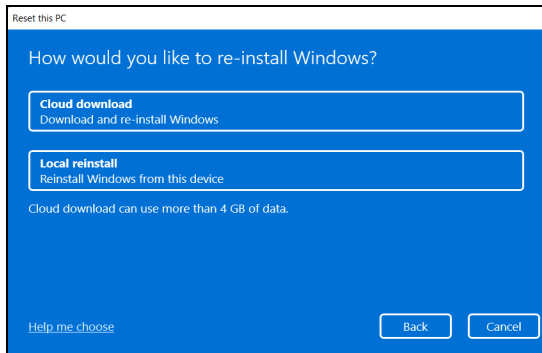 Reset this PC
How would you like to re-install Windows?
Cloud download
Download and re-install Windows
Local reinstall
Reinstall Windows from this device
Cloud download can use more than 4 GB of data.
Help me choose
Back
Cancel